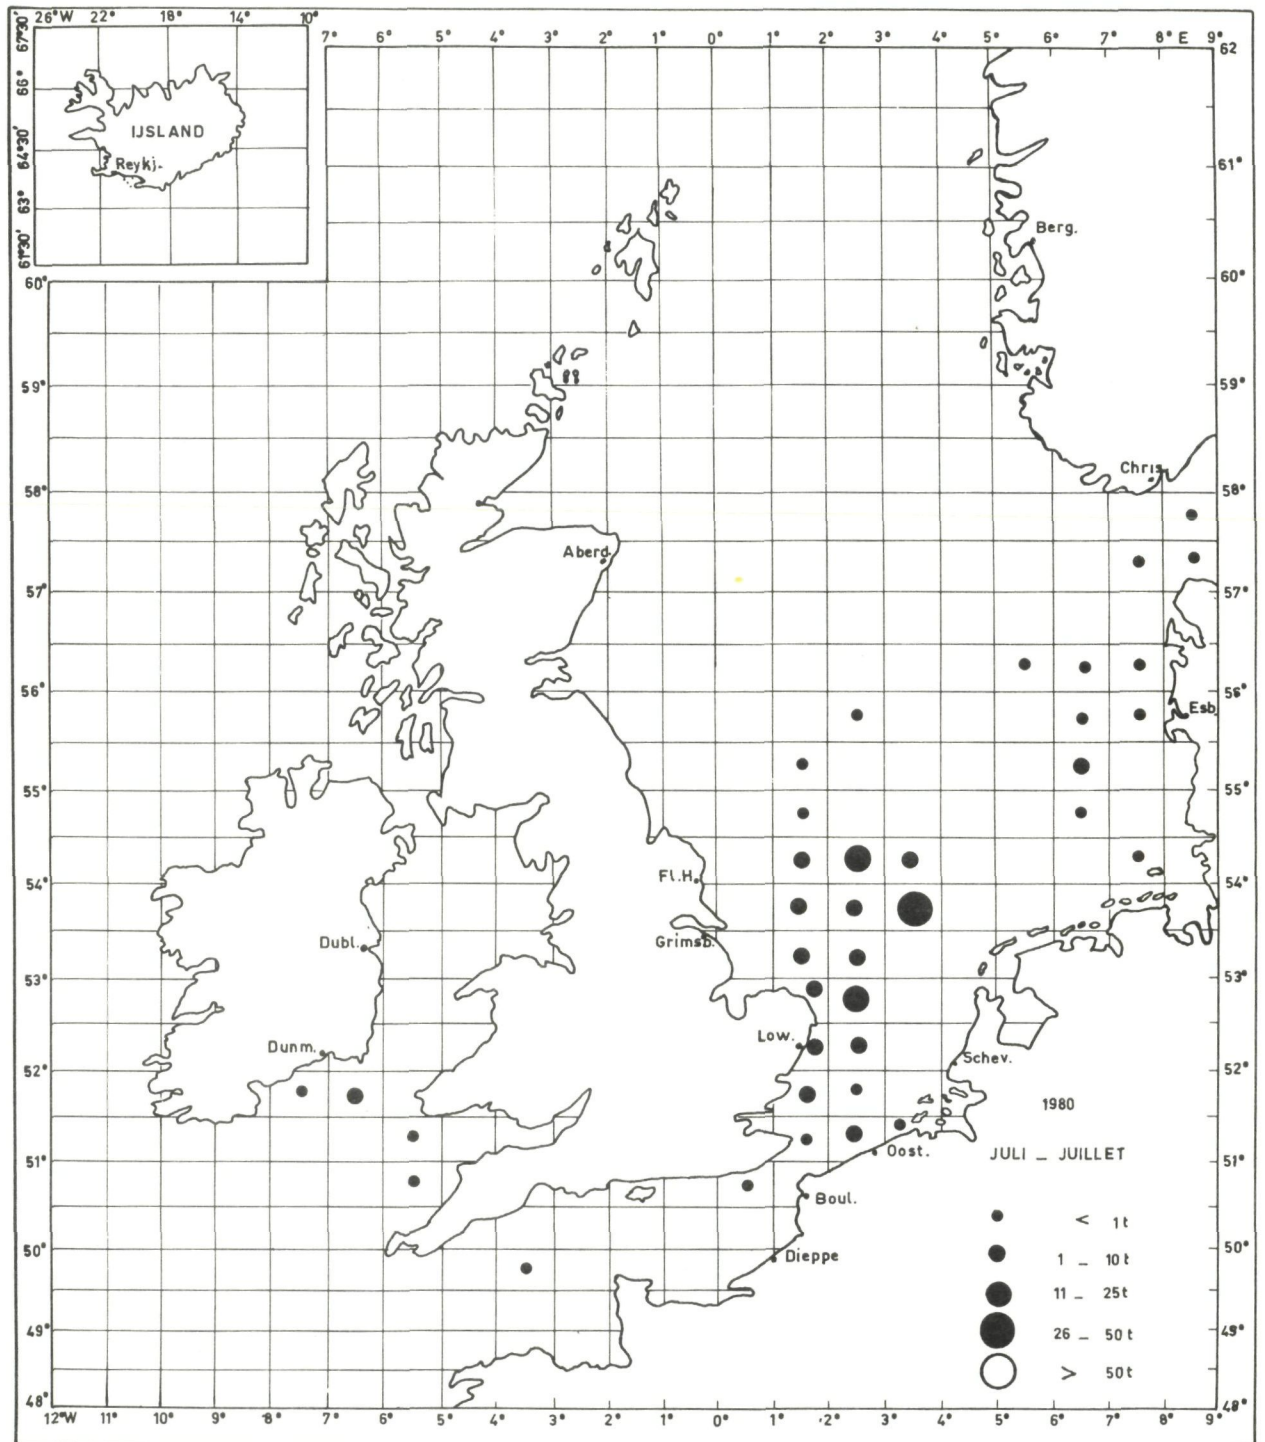 26°W 22° 18° 14° 10°
67°30'
66°
64°30'
63°
61°30'
IJSLAND
Reykj.
7° 6° 5° 4° 3° 2° 1° 0° 1° 2° 3° 4° 5° 6° 7° 8° E 9°
62
61°
Berg.
60° 60°
59° 59°
Chris.
58° 58°
Aberd.
57° 57°
56° 56°
Esb.
55° 55°
Fl.H.
54° 54°
Dubl.
Grimsb.
53° 53°
Dunm.
Low.
Schev.
52° 52°
1980
Oost.
JULI _ JUILLET
51° 51°
Boul.
< 1t
Dieppe
50° 50°
1 _ 10t
11 _ 25t
49° 49°
26 _ 50t
> 50t
48° 48°
12°W 11° 10° 9° 8° 7° 6° 5° 4° 3° 2° 1° 0° 1° 2° 3° 4° 5° 6° 7° 8° 9°